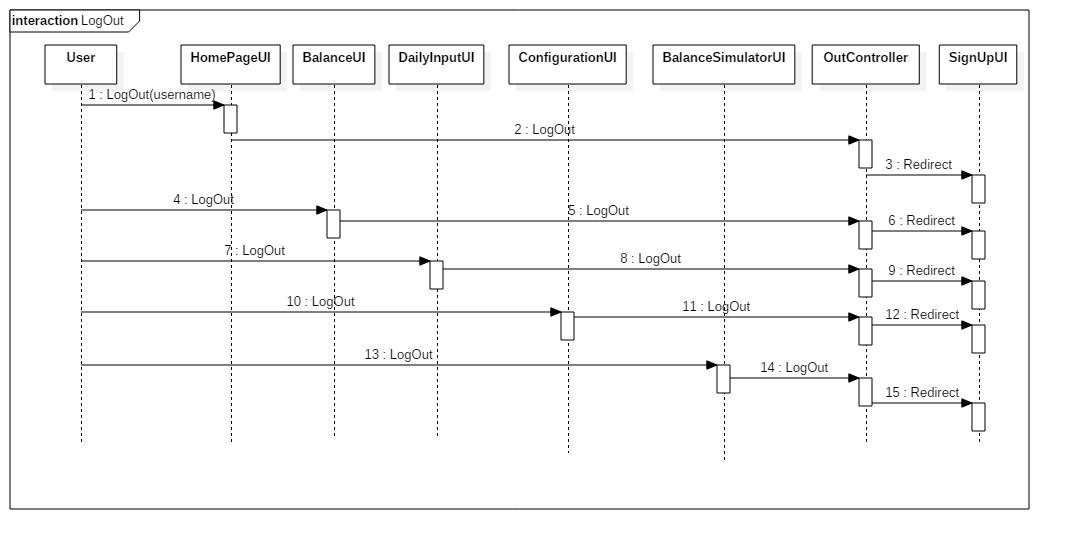 interaction LogOut
User
HomePageUI
BalanceUI
DailyInputUI
ConfigurationUI
BalanceSimulatorUI
OutController
SignUpUI
1 : LogOut(username)
2 : LogOut
3 : Redirect
4 : LogOut
5 : LogOut
6 : Redirect
7 : LogOut
8 : LogOut
9 : Redirect
10 : LogOut
11 : LogOut
12 : Redirect
13 : LogOut
14 : LogOut
15 : Redirect